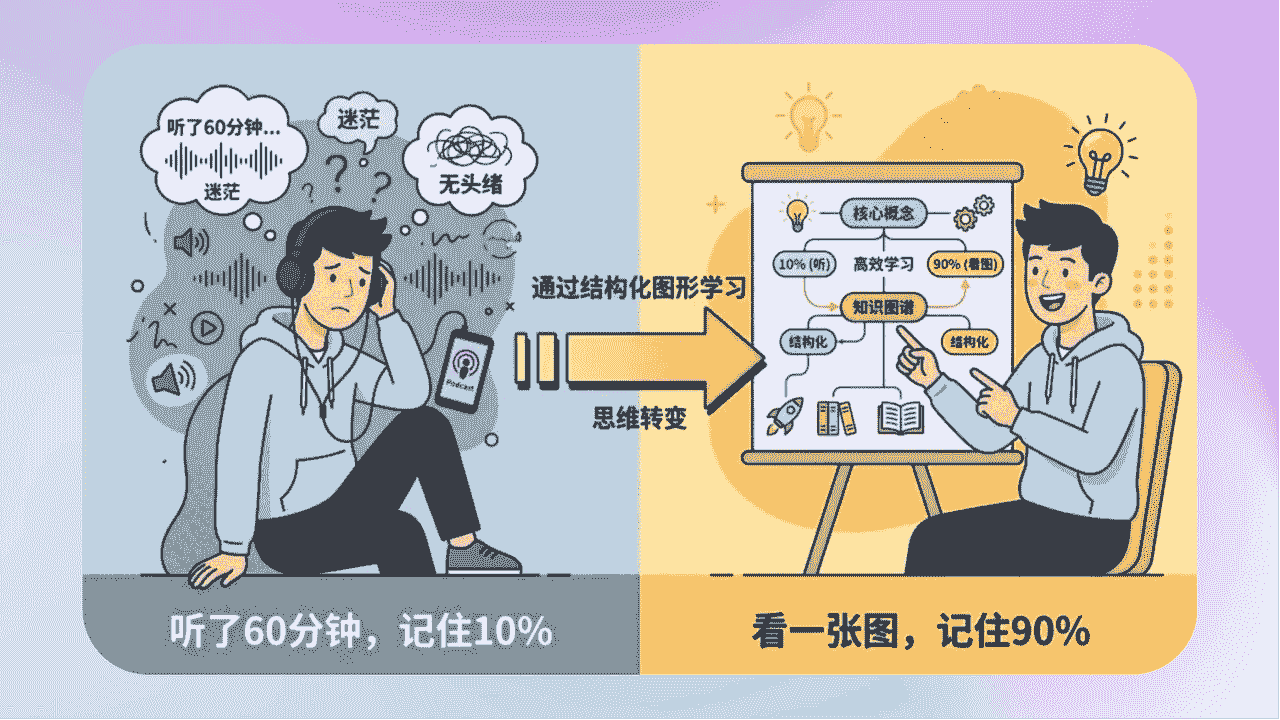 听了60分钟...
迷茫
迷茫
无头绪
Podcast
通过结构化图形学习
思维转变
核心概念
10% (听)
高效学习
90% (看图)
知识图谱
结构化
结构化
听了60分钟，记住10%
看一张图，记住90%